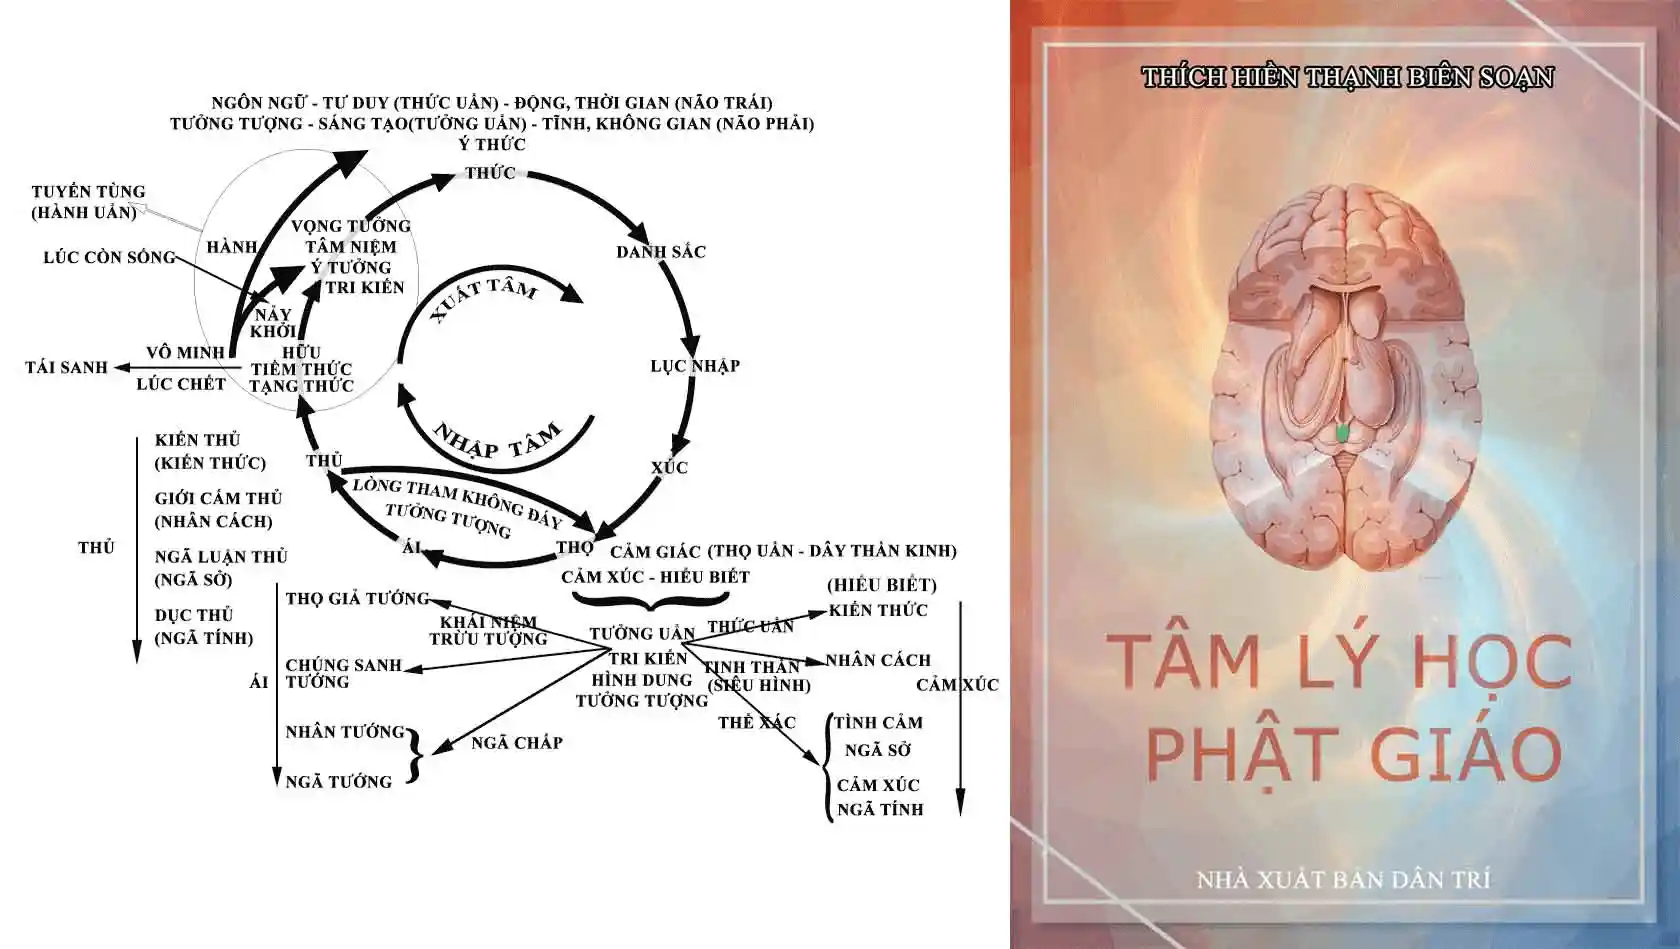 NGÔN NGỮ - TƯ DUY (THỨC UẨN) - ĐỘNG, THỜI GIAN (NÃO TRÁI)
TƯỞNG TƯỢNG - SÁNG TẠO(TƯỞNG UẨN) - TĨNH, KHÔNG GIAN (NÃO PHẢI)
Ý THỨC
THỨC
TUYẾN TÙNG
(HÀNH UẨN)
LÚC CÒN SỐNG
HÀNH
VỌNG TƯỞNG
TÂM NIỆM
Ý TƯỞNG
TRI KIẾN
NẢY
KHỞI
VÔ MINH
HỮU
TIỀM THỨC
TẠNG THỨC
TÁI SANH
LÚC CHẾT
DANH SẮC
LỤC NHẬP
XÚC
XUẤT TÂM
NHẬP TÂM
THỦ
LÒNG THAM KHÔNG ĐÁY
TƯỞNG TƯỢNG
ÁI
THỌ
CẢM GIÁC (THỌ UẨN - DÂY THẦN KINH)
CẢM XÚC - HIỂU BIẾT
THỦ
KIẾN THỦ
(KIẾN THỨC)
GIỚI CẤM THỦ
(NHÂN CÁCH)
NGÃ LUẬN THỦ
(NGÃ SỞ)
DỤC THỦ
(NGÃ TÍNH)
ÁI
THỌ GIẢ TƯỚNG
CHÚNG SANH
TƯỚNG
NHÂN TƯỚNG
NGÃ TƯỚNG
KHÁI NIỆM
TRỪU TƯỢNG
NGÃ CHẤP
TƯỞNG UẨN
TRI KIẾN
HÌNH DUNG
TƯỞNG TƯỢNG
THỨC UẨN
TINH THẦN
(SIÊU HÌNH)
THỂ XÁC
(HIỂU BIẾT)
KIẾN THỨC
NHÂN CÁCH
CẢM XÚC
TÌNH CẢM
NGÃ SỞ
CẢM XÚC
NGÃ TÍNH
THÍCH HIỀN THẠNH BIÊN SOẠN
TÂM LÝ HỌC
PHẬT GIÁO
NHÀ XUẤT BẢN DÂN TRÍ